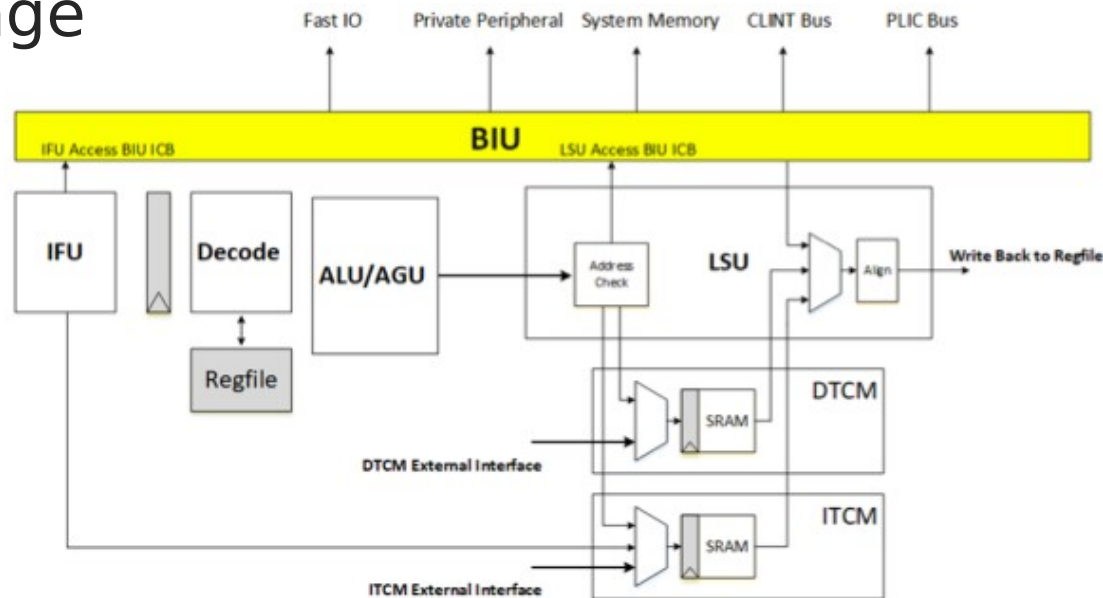 Fast IO
Private Peripheral
System Memory
CLINT Bus
PLIC Bus
BIU
IFU Access BIU ICB
LSU Access BIU ICB
IFU
Decode
ALU/AGU
Address
Check
LSU
Align
Write Back to Regfile
Regfile
DTCM
SRAM
DTCM External Interface
ITCM
SRAM
ITCM External Interface